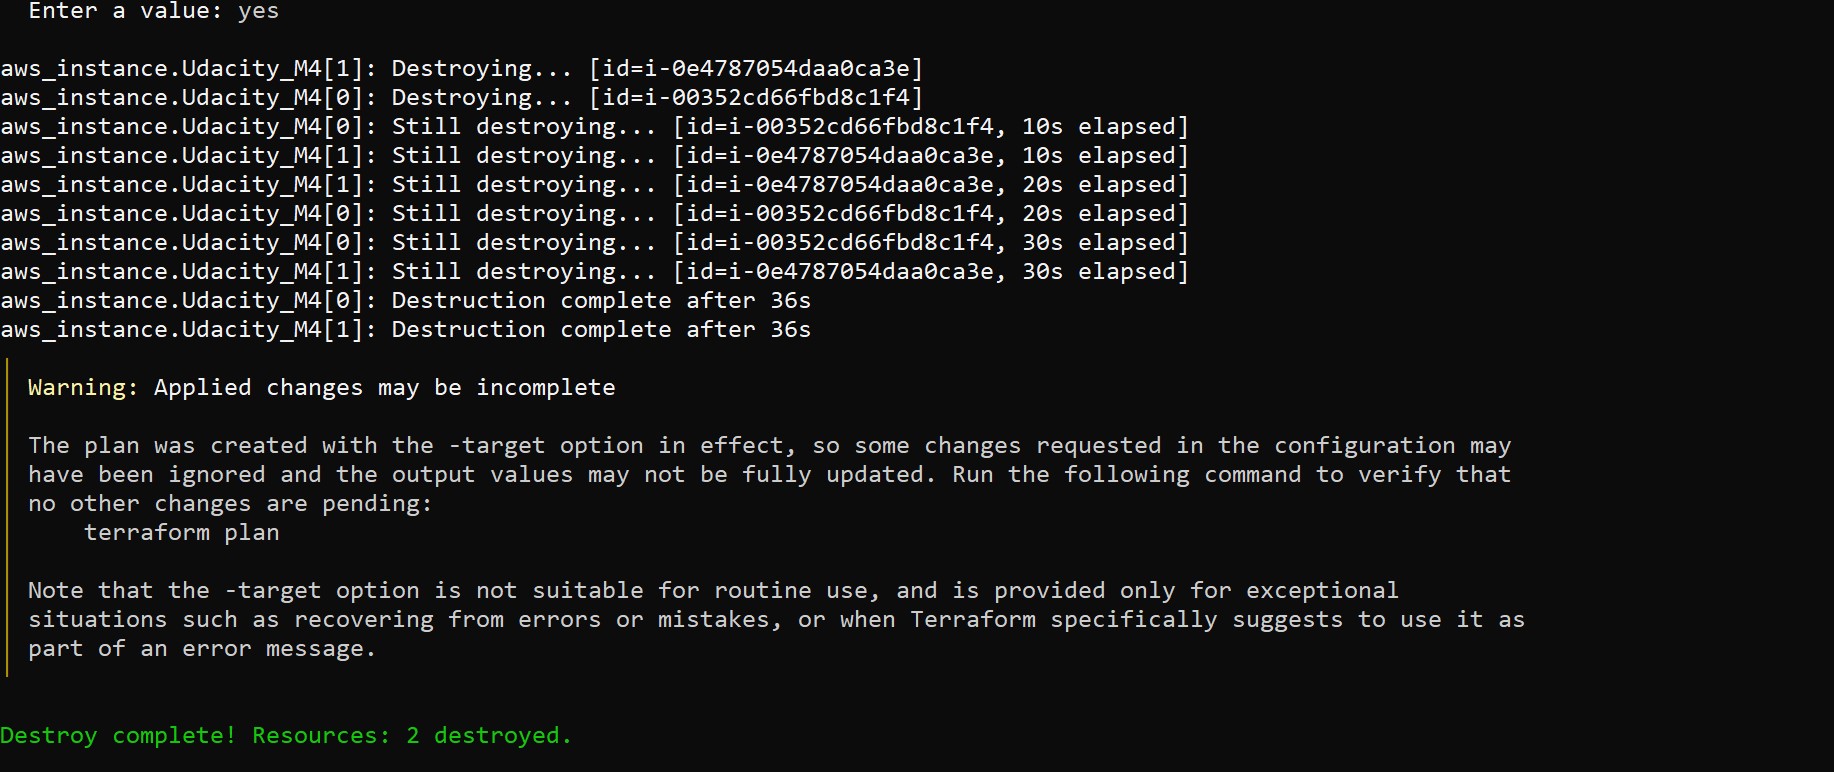 Enter a value: yes
aws_instance.Udacity_M4[1]: Destroying... [id=i-0e4787054daa0ca3e]
aws_instance.Udacity_M4[0]: Destroying... [id=i-00352cd66fbd8c1f4]
aws_instance.Udacity_M4[0]: Still destroying... [id=i-00352cd66fbd8c1f4, 10s elapsed]
aws_instance.Udacity_M4[1]: Still destroying... [id=i-0e4787054daa0ca3e, 10s elapsed]
aws_instance.Udacity_M4[1]: Still destroying... [id=i-0e4787054daa0ca3e, 20s elapsed]
aws_instance.Udacity_M4[0]: Still destroying... [id=i-00352cd66fbd8c1f4, 20s elapsed]
aws_instance.Udacity_M4[0]: Still destroying... [id=i-00352cd66fbd8c1f4, 30s elapsed]
aws_instance.Udacity_M4[1]: Still destroying... [id=i-0e4787054daa0ca3e, 30s elapsed]
aws_instance.Udacity_M4[0]: Destruction complete after 36s
aws_instance.Udacity_M4[1]: Destruction complete after 36s
Warning: Applied changes may be incomplete
The plan was created with the -target option in effect, so some changes requested in the configuration may
have been ignored and the output values may not be fully updated. Run the following command to verify that
no other changes are pending:
terraform plan
Note that the -target option is not suitable for routine use, and is provided only for exceptional
situations such as recovering from errors or mistakes, or when Terraform specifically suggests to use it as
part of an error message.
Destroy complete! Resources: 2 destroyed.